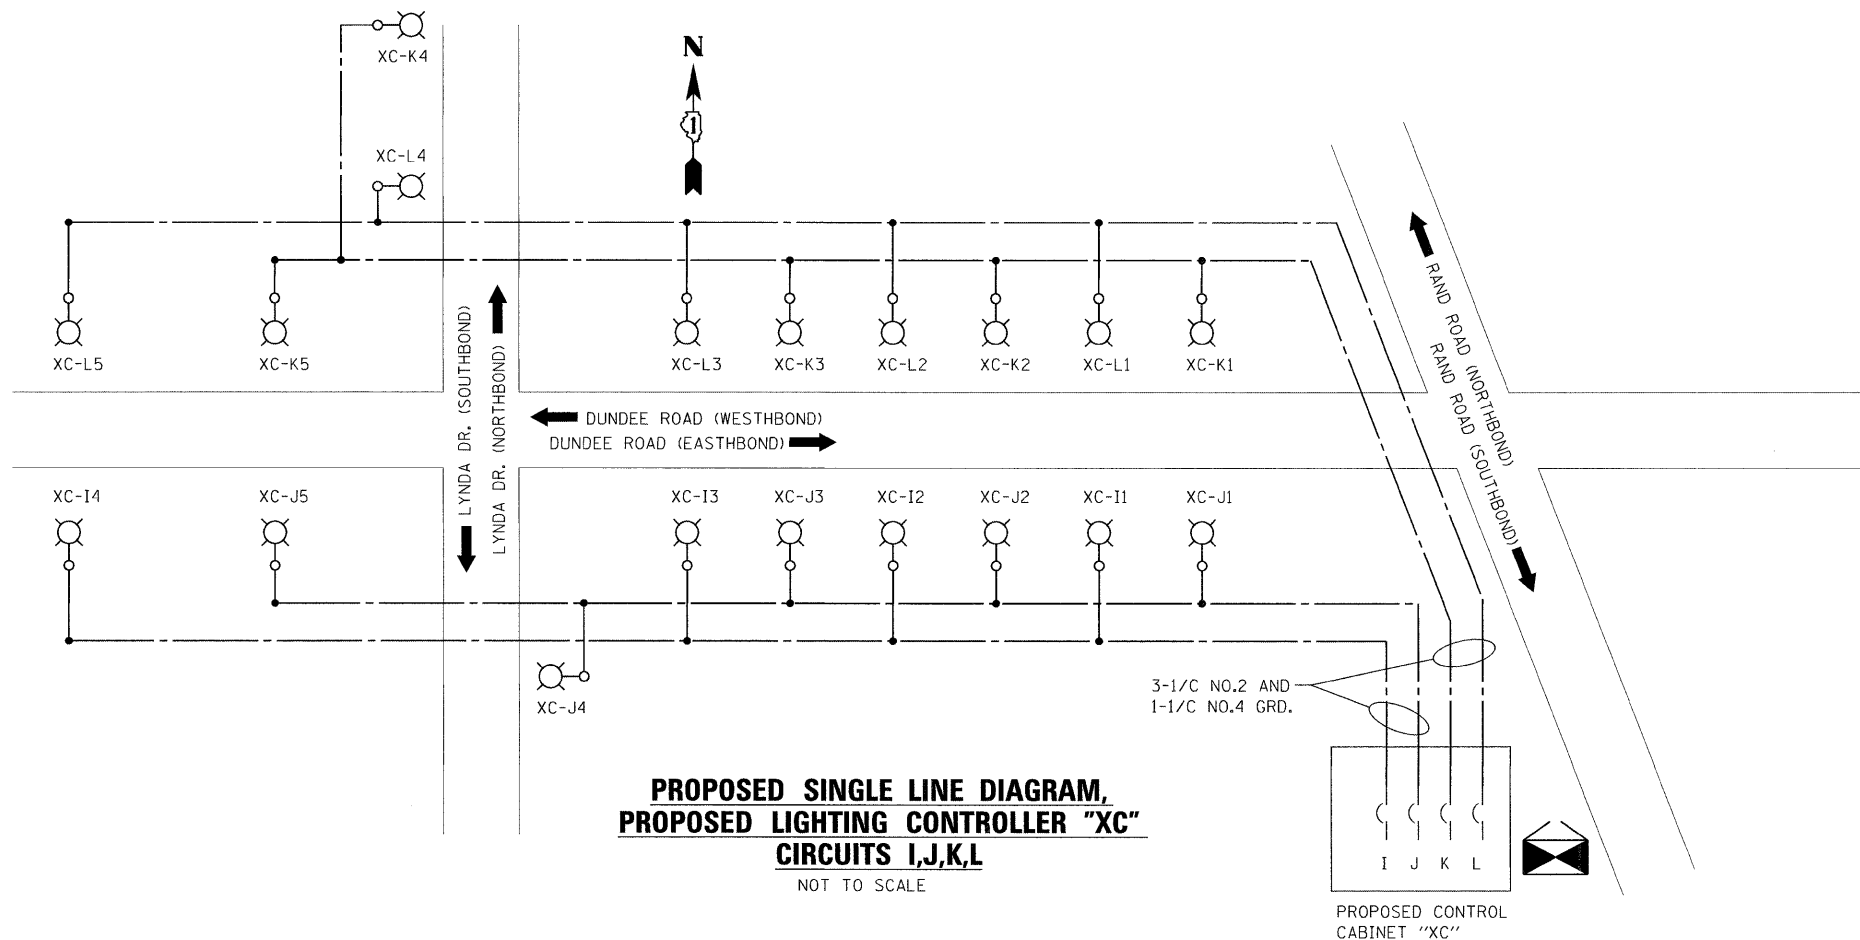 XC-K4
N
1
XC-L4
XC-L5
XC-K5
XC-L3
XC-K3
XC-L2
XC-K2
XC-L1
XC-K1
LYNDA DR. (SOUTHBOND)
LYNDA DR. (NORTHBOND)
RAND ROAD (NORTHBOND)
RAND ROAD (SOUTHBOND)
DUNDEE ROAD (WESTHBOND)
DUNDEE ROAD (EASTHBOND)
XC-I4
XC-J5
XC-I3
XC-J3
XC-I2
XC-J2
XC-I1
XC-J1
XC-J4
3-1/C NO.2 AND
1-1/C NO.4 GRD.
PROPOSED SINGLE LINE DIAGRAM,
PROPOSED LIGHTING CONTROLLER "XC"
CIRCUITS I,J,K,L
NOT TO SCALE
I J K L
PROPOSED CONTROL
CABINET "XC"